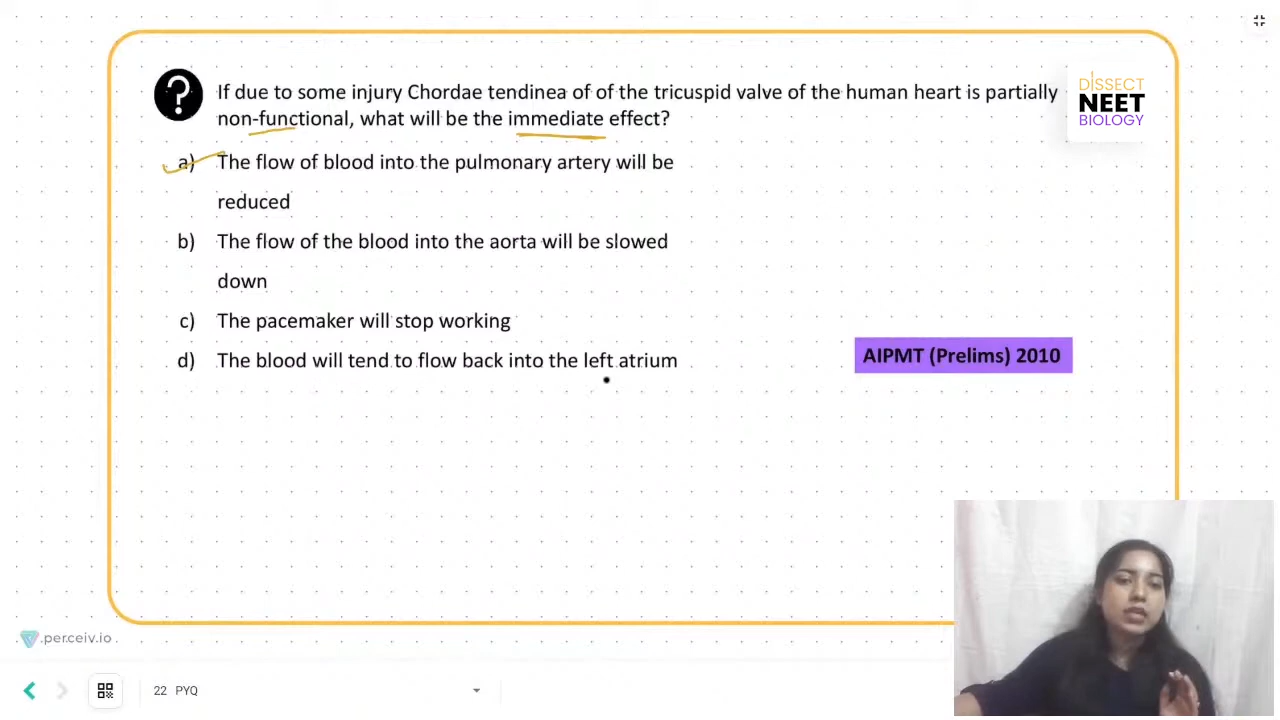 If due to some injury Chordae tendinea of of the tricuspid valve of the human heart is partially
non-functional, what will be the immediate effect?
a) The flow of blood into the pulmonary artery will be
reduced
b) The flow of the blood into the aorta will be slowed
down
c) The pacemaker will stop working
d) The blood will tend to flow back into the left atrium
DISSECT
NEET
BIOLOGY
AIPMT (Prelims) 2010
.per.ceiv.io
22 PYQ